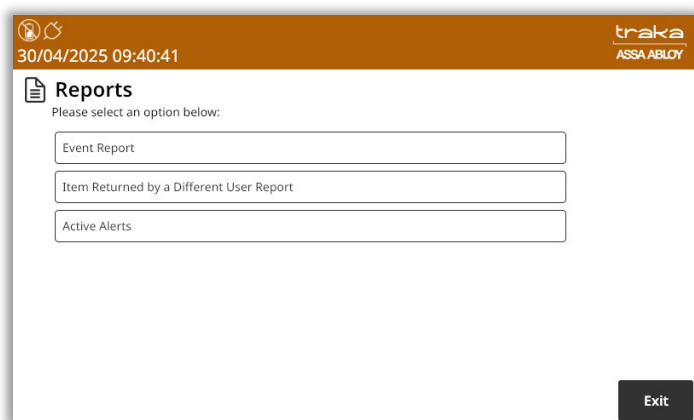 30/04/2025 09:40:41
traka
ASSA ABLOY
Reports
Please select an option below:
Event Report
Item Returned by a Different User Report
Active Alerts
Exit